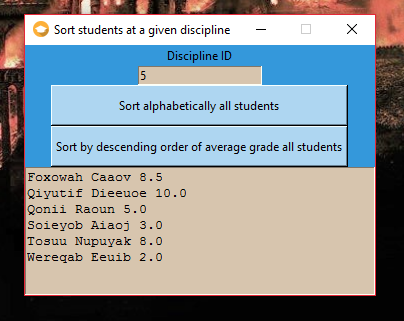 Sort students at a given discipline
Discipline ID
5
Sort alphabetically all students
Sort by descending order of average grade all students
Foxowah Caaov 8.5
Qiyutif Dieeuoe 10.0
Qonii Raoun 5.0
Soieyob Aiaoj 3.0
Tosuu Nupuyak 8.0
Wereqab Eeuib 2.0